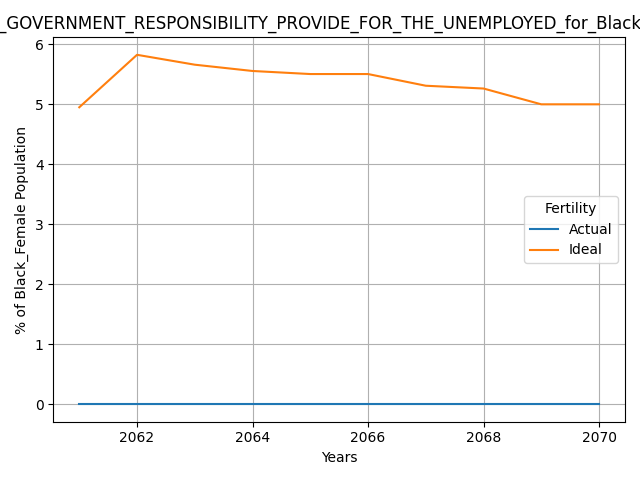 _GOVERNMENT_RESPONSIBILITY_PROVIDE_FOR_THE_UNEMPLOYED_for_Black
6
5
4
3
2
1
0
% of Black_Female Population
Fertility
Actual
Ideal
2062 2064 2066 2068 2070
Years